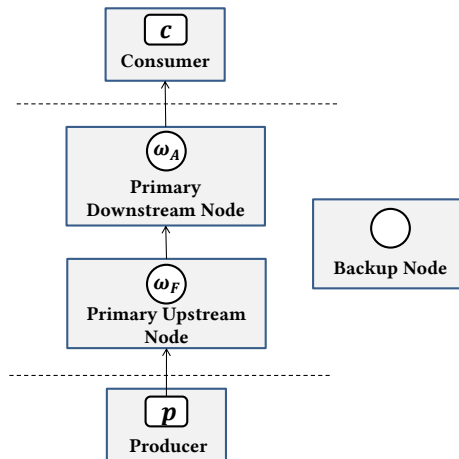 c
Consumer
ω_A
Primary
Downstream Node
Backup Node
ω_F
Primary Upstream
Node
p
Producer